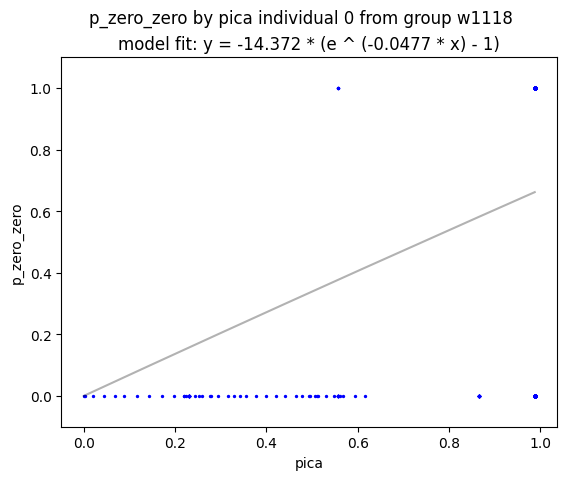 p_zero_zero by pica individual 0 from group w1118
model fit: y = -14.372 * (e ^ (-0.0477 * x) - 1)
1.0
0.8
0.6
0.4
0.2
0.0
p_zero_zero
0.0 0.2 0.4 0.6 0.8 1.0
pica